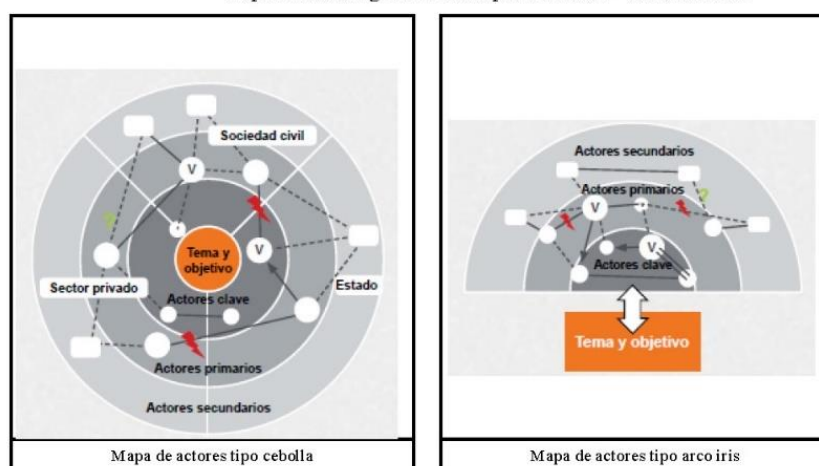 Sociedad civil
V
?
Tema y
objetivo
V
Sector privado
Estado
Actores clave
Actores primarios
Actores secundarios
Mapa de actores tipo cebolla
Actores secundarios
Actores primarios
?
V
V
Actores clave
Tema y objetivo
Mapa de actores tipo arco iris